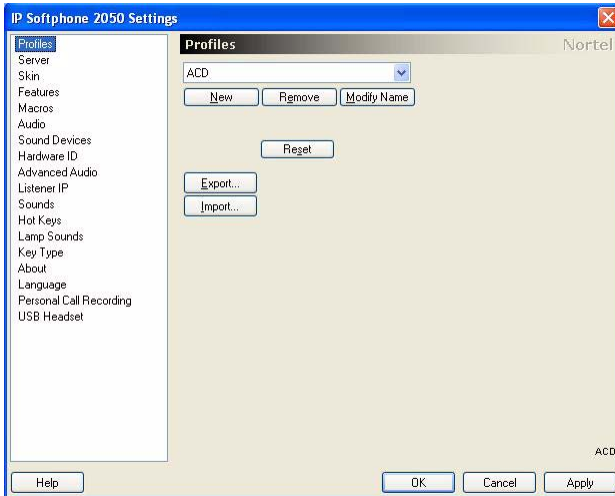 IP Softphone 2050 Settings
Profiles
Server
Skin
Features
Macros
Audio
Sound Devices
Hardware ID
Advanced Audio
Listener IP
Sounds
Hot Keys
Lamp Sounds
Key Type
About
Language
Personal Call Recording
USB Headset
Profiles
Nortel
ACD
New
Remove
Modify Name
Reset
Export...
Import...
ACD
Help
OK
Cancel
Apply